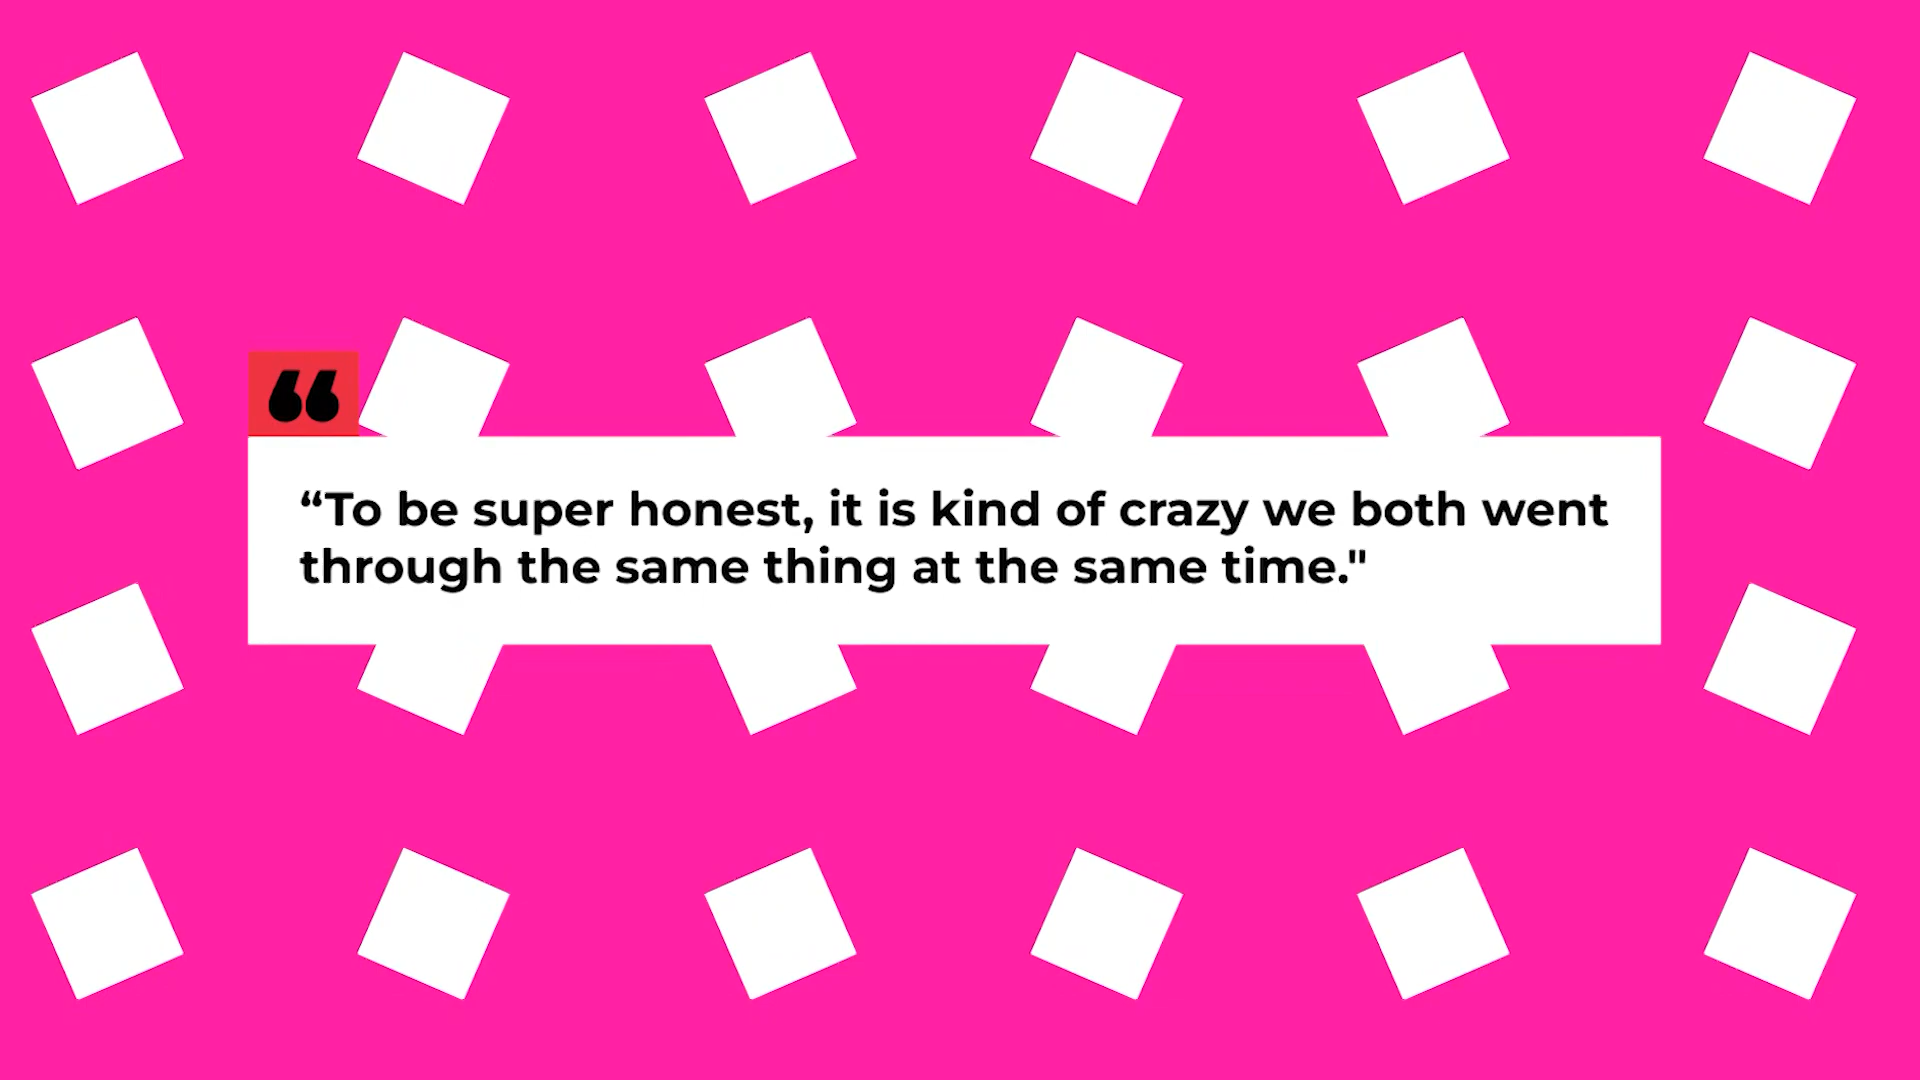 “To be super honest, it is kind of crazy we both went
through the same thing at the same time."